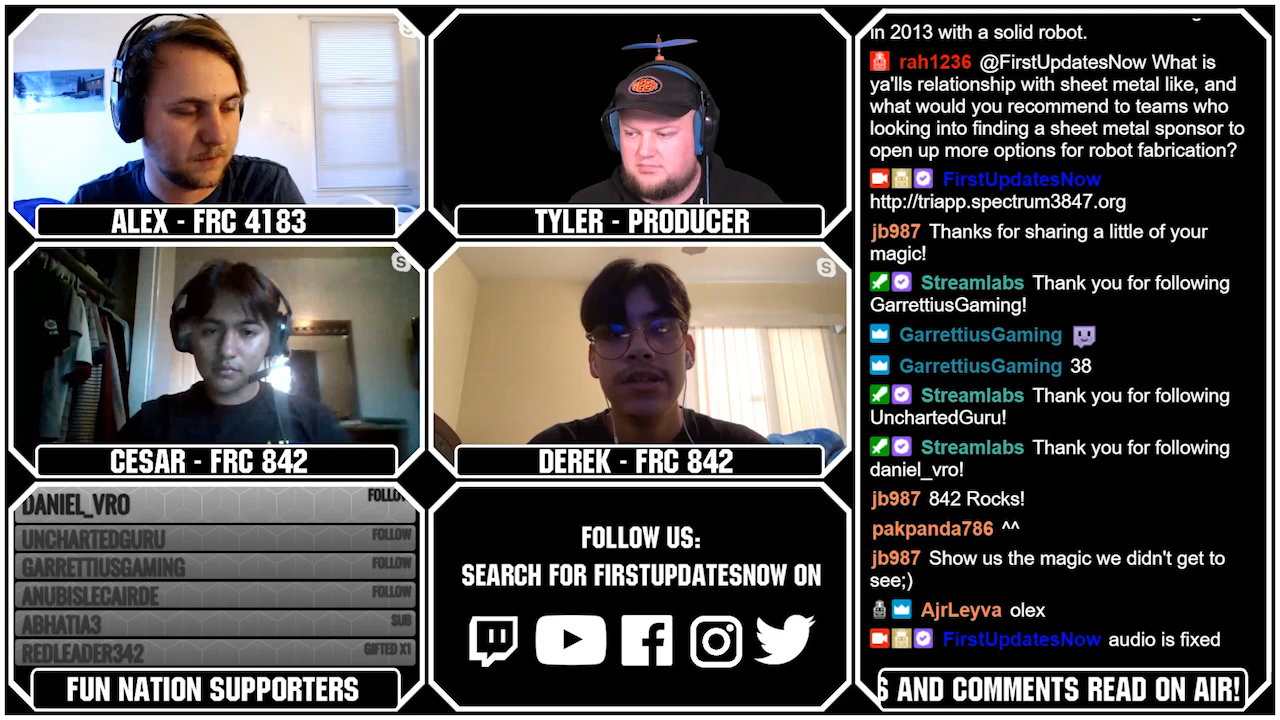 ALEX - FRC 4183
TYLER - PRODUCER
CESAR - FRC 842
DEREK - FRC 842
DANIEL_VRO
UNCHARTEDGURU FOLLOW
GARRETTIUSGAMING FOLLOW
ANUBISLECAIRDE FOLLOW
ABHATIA3 SUB
REDLEADER342 GIFTED X1
FUN NATION SUPPORTERS
FOLLOW US:
SEARCH FOR FIRSTUPDATESNOW ON
in 2013 with a solid robot.
rah1236 @FirstUpdatesNow What is
ya'lls relationship with sheet metal like, and
what would you recommend to teams who
looking into finding a sheet metal sponsor to
open up more options for robot fabrication?
FirstUpdatesNow
http://triapp.spectrum3847.org
jb987 Thanks for sharing a little of your
magic!
Streamlabs Thank you for following
GarrettiusGaming!
GarrettiusGaming
GarrettiusGaming 38
Streamlabs Thank you for following
UnchartedGuru!
Streamlabs Thank you for following
daniel_vro!
jb987 842 Rocks!
pakpanda786 ^^
jb987 Show us the magic we didn't get to
see;)
AjrLeyva olex
FirstUpdatesNow audio is fixed
S AND COMMENTS READ ON AIR!